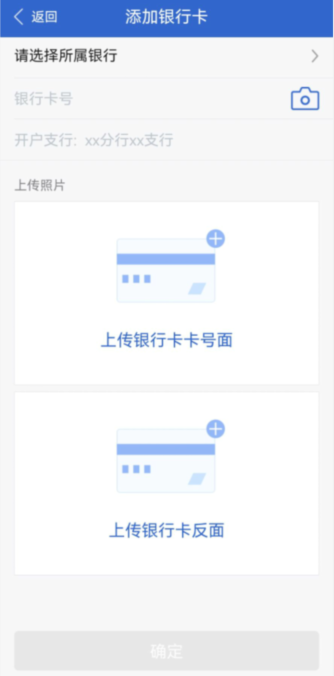 返回
添加银行卡
请选择所属银行
银行卡号
开户支行: xx分行xx支行
上传照片
上传银行卡卡号面
上传银行卡反面
确定